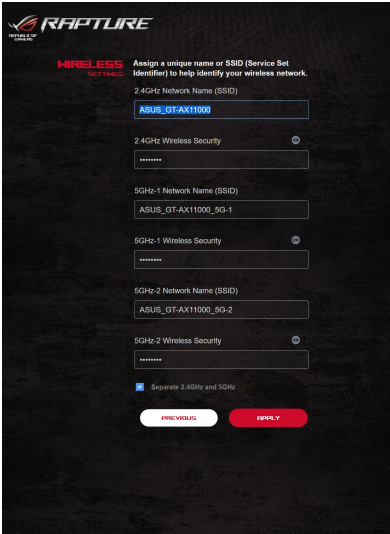 REPUBLIC OF
GAMERS
RAPTURE
WIRELESS
SETTINGS
Assign a unique name or SSID (Service Set
Identifier) to help identify your wireless network.
2.4GHz Network Name (SSID)
ASUS_GT-AX11000
2.4GHz Wireless Security
••••••••
5GHz-1 Network Name (SSID)
ASUS_GT-AX11000_5G-1
5GHz-1 Wireless Security
••••••••
5GHz-2 Network Name (SSID)
ASUS_GT-AX11000_5G-2
5GHz-2 Wireless Security
••••••••
Separate 2.4GHz and 5GHz
PREVIOUS
APPLY